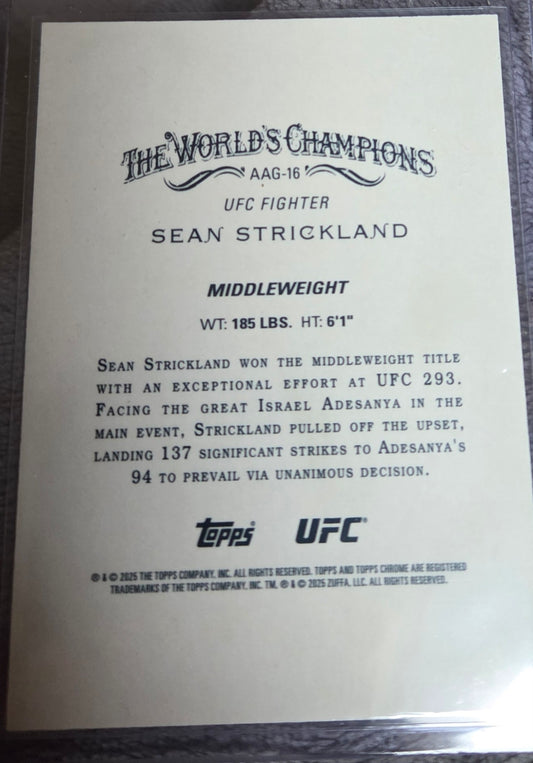 THE WORLD'S CHAMPIONS
AAG-16
UFC FIGHTER
SEAN STRICKLAND
MIDDLEWEIGHT
WT: 185 LBS. HT: 6'1"
SEAN STRICKLAND WON THE MIDDLEWEIGHT TITLE
WITH AN EXCEPTIONAL EFFORT AT UFC 293.
FACING THE GREAT ISRAEL ADESANYA IN THE
MAIN EVENT, STRICKLAND PULLED OFF THE UPSET,
LANDING 137 SIGNIFICANT STRIKES TO ADESANYA'S
94 TO PREVAIL VIA UNANIMOUS DECISION.
topps UFC®
® & © 2025 THE TOPPS COMPANY, INC. ALL RIGHTS RESERVED. TOPPS AND TOPPS CHROME ARE REGISTERED
TRADEMARKS OF THE TOPPS COMPANY, INC. TM, ® & © 2025 ZUFFA, LLC. ALL RIGHTS RESERVED.